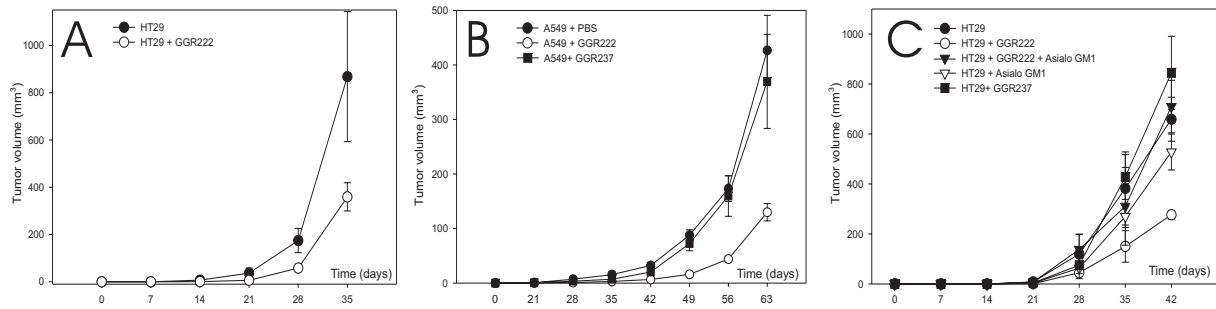 A
HT29
HT29 + GGR222
Tumor volume (mm3)
1000
800
600
400
200
0
Time (days)
0 7 14 21 28 35
B
A549 + PBS
A549 + GGR222
A549+ GGR237
Tumor volume (mm3)
500
400
300
200
100
0
Time (days)
0 21 28 35 42 49 56 63
C
HT29
HT29 + GGR222
HT29 + GGR222 + Asialo GM1
HT29 + Asialo GM1
HT29+ GGR237
Tumor volume (mm3)
1000
800
600
400
200
0
Time (days)
0 7 14 21 28 35 42